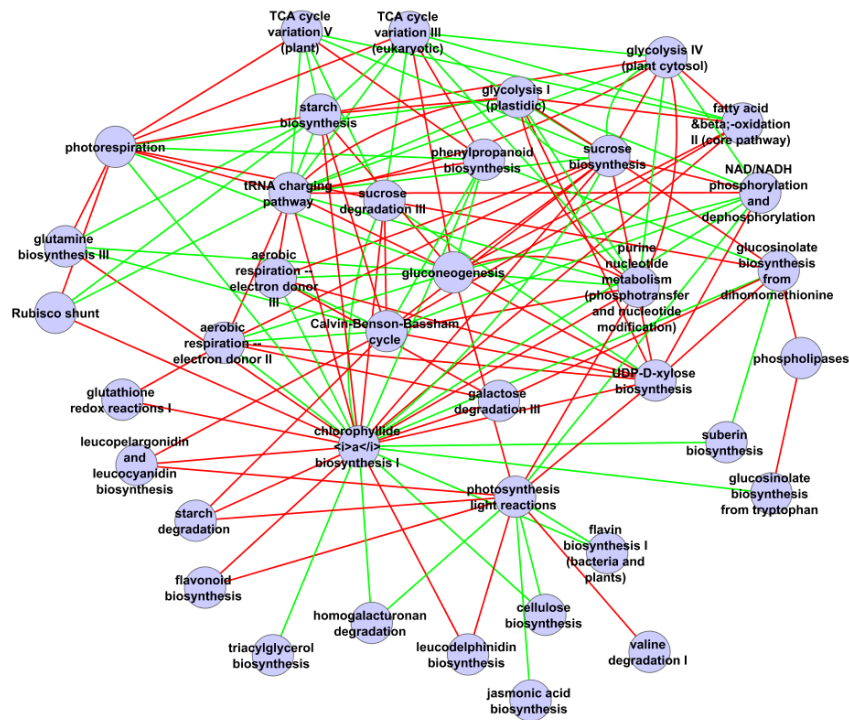 TCA cycle
variation V
(plant)
TCA cycle
variation III
(eukaryotic)
glycolysis IV
(plant cytosol)
glycolysis I
(plastidic)
fatty acid
&beta;-oxidation
II (core pathway)
starch
biosynthesis
photorespiration
phenylpropanoid
biosynthesis
sucrose
biosynthesis
NAD/NADH
phosphorylation
and
dephosphorylation
tRNA charging
pathway
sucrose
degradation III
glutamine
biosynthesis III
aerobic
respiration --
electron donor
III
gluconeogenesis
purine
nucleotide
metabolism
(phosphotransfer
and nucleotide
modification)
glucosinolate
biosynthesis
from
dihomomethionine
Rubisco shunt
aerobic
respiration --
electron donor II
Calvin-Benson-Bassham
cycle
phospholipases
UDP-D-xylose
biosynthesis
glutathione
redox reactions I
galactose
degradation III
chlorophyllide
<i>a</i>
biosynthesis I
leucopelargonidin
and
leucocyanidin
biosynthesis
suberin
biosynthesis
photosynthesis
light reactions
glucosinolate
biosynthesis
from tryptophan
starch
degradation
flavin
biosynthesis I
(bacteria and
plants)
flavonoid
biosynthesis
homogalacturonan
degradation
cellulose
biosynthesis
triacylglycerol
biosynthesis
leucodelphinidin
biosynthesis
valine
degradation I
jasmonic acid
biosynthesis